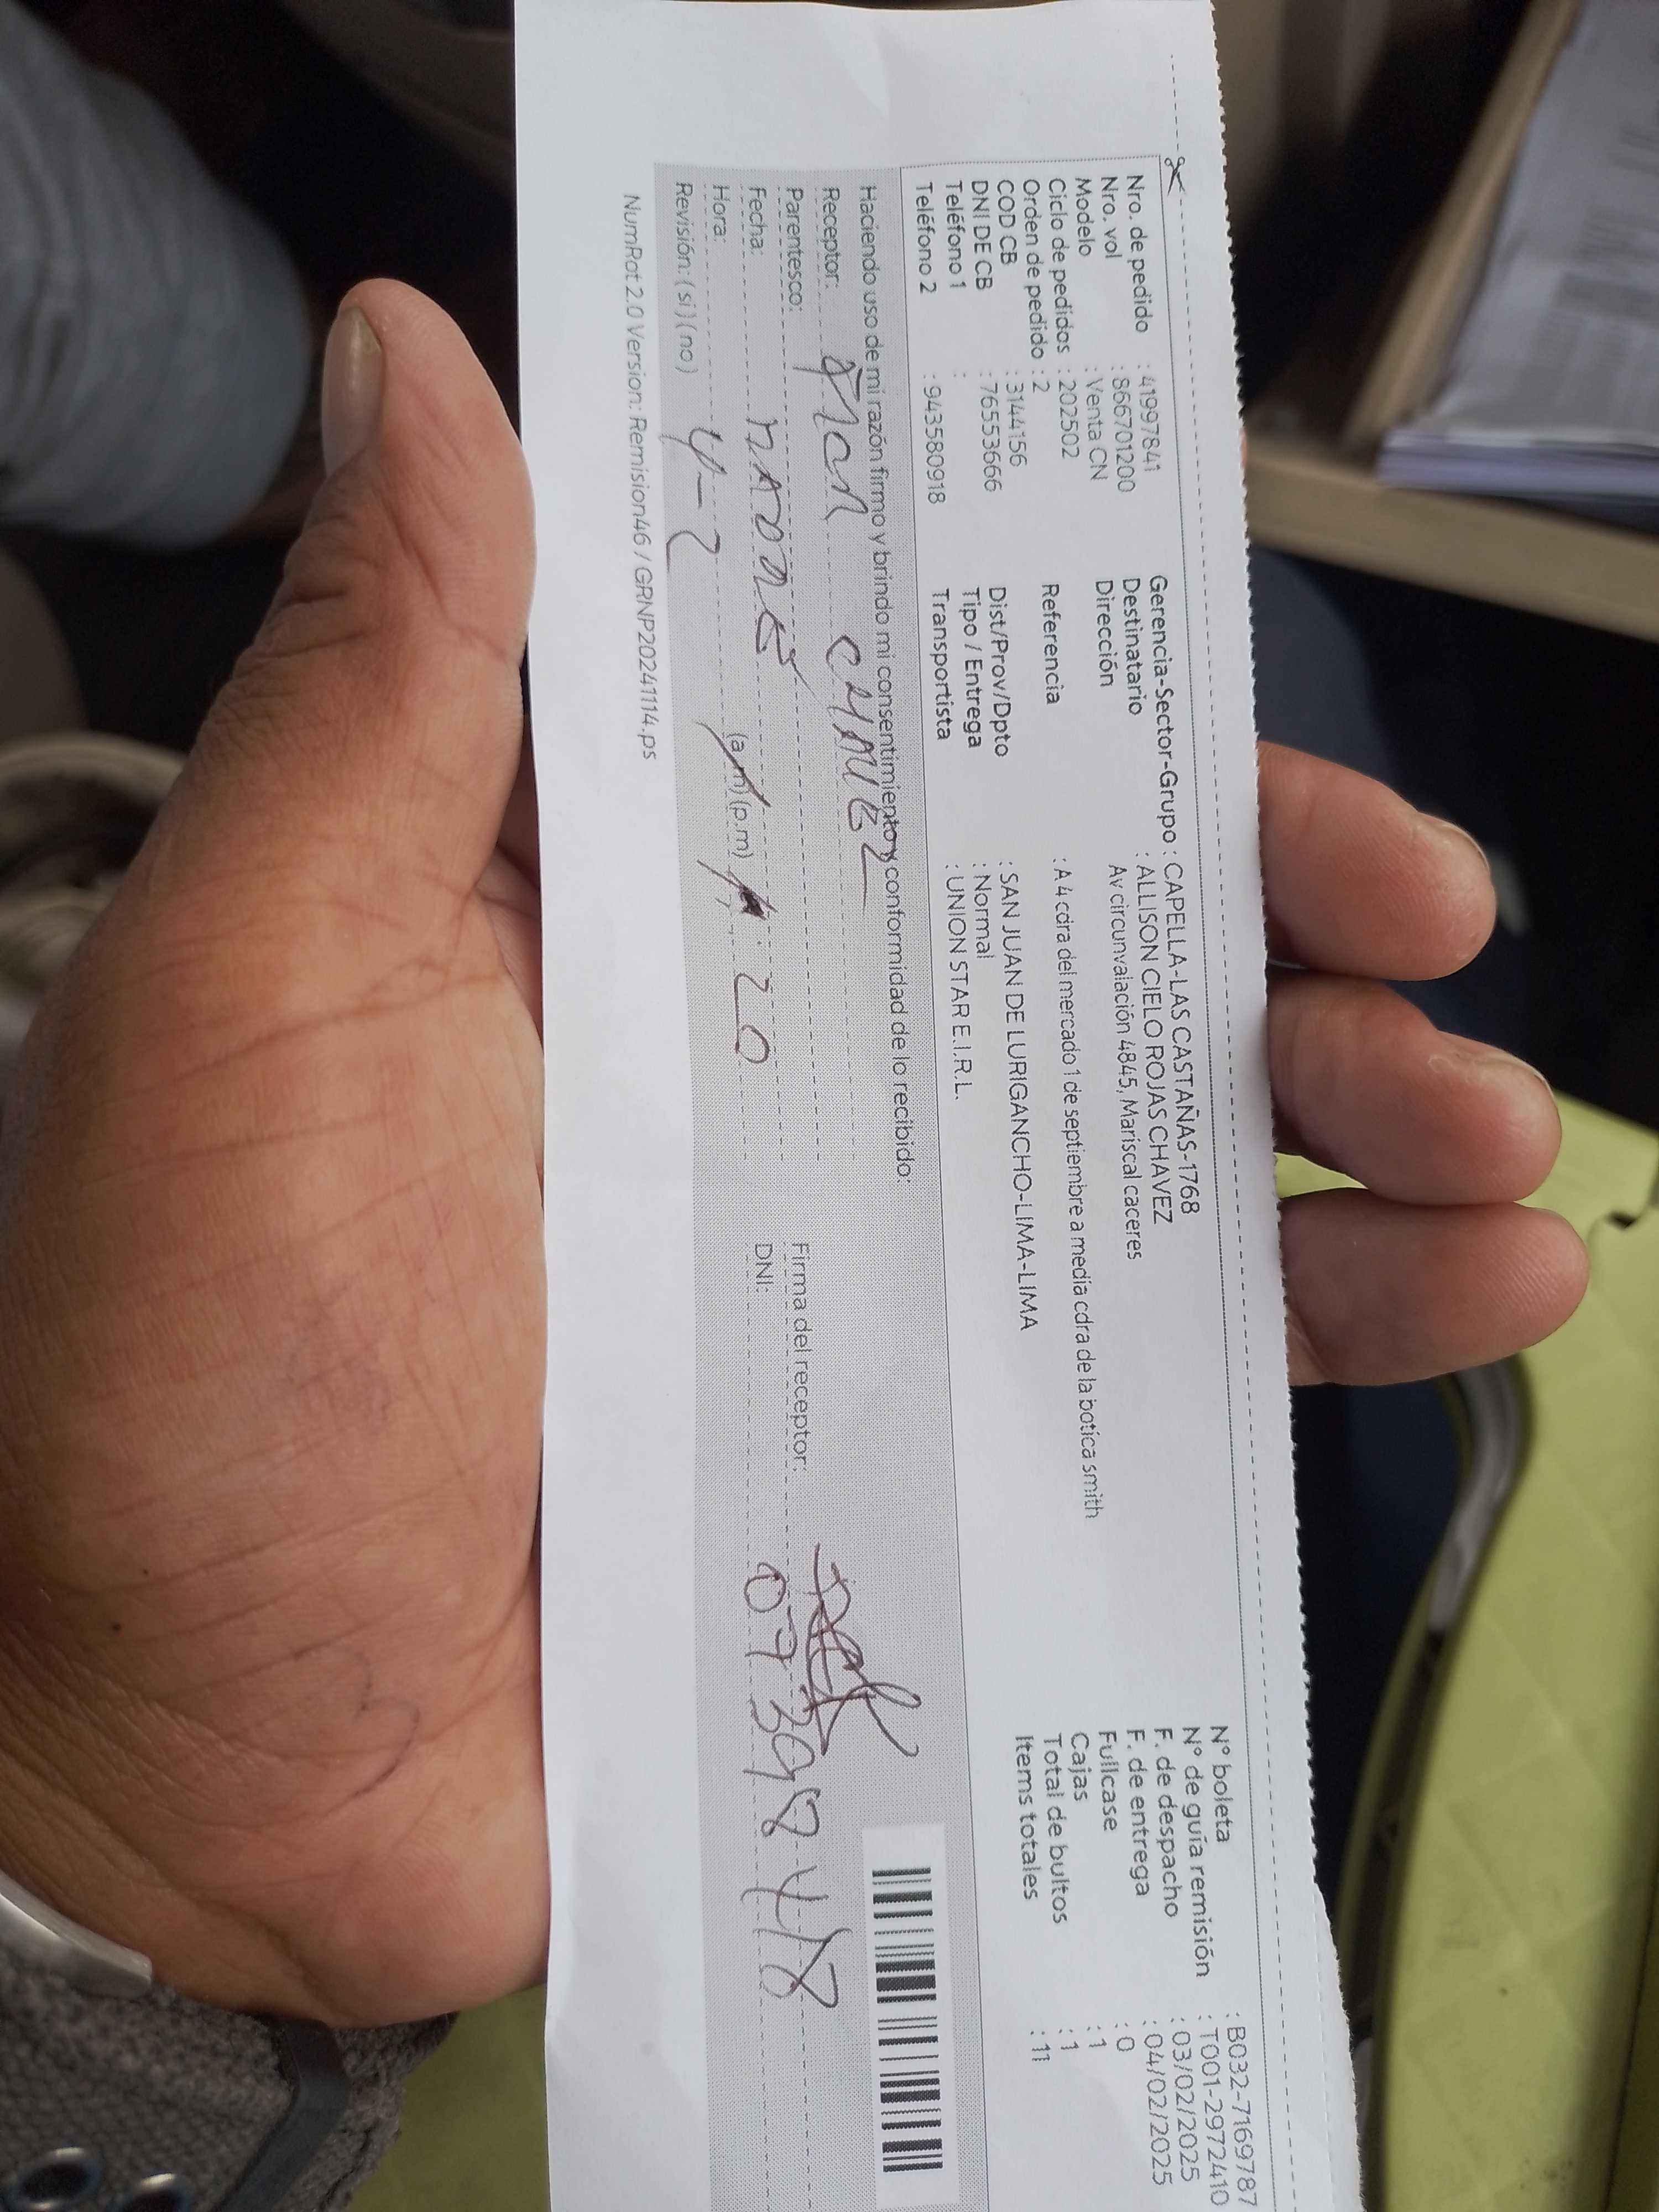 Nro. de pedido : 41997841
Nro. vol : 866701200
Modelo : Venta CN
Ciclo de pedidos : 202502
Orden de pedido : 2
COD CB : 3144156
DNI DE CB : 76553666
Teléfono 1 :
Teléfono 2 : 943580918
Gerencia-Sector-Grupo : CAPELLA-LAS CASTAÑAS-1768
Destinatario : ALLISON CIELO ROJAS CHAVEZ
Dirección : Av circunvalación 4845, Mariscal caceres
Referencia : A 4 cdra del mercado 1 de septiembre a media cdra de la botica smith
Dist/Prov/Dpto : SAN JUAN DE LURIGANCHO-LIMA-LIMA
Tipo / Entrega : Normal
Transportista : UNION STAR E.I.R.L.
N° boleta : B032-7169787
N° de guía remisión : T001-2972410
F. de despacho : 03/02/2025
F. de entrega : 04/02/2025
Fullcase : 0
Cajas : 1
Total de bultos : 1
Items totales : 11
Haciendo uso de mi razón firmo y brindo mi consentimiento y conformidad de lo recibido:
Receptor: CHAVEZ
Parentesco: MADRE
Fecha: 4-2
Hora: (a.m) (p.m) 20
Revisión: (si) (no)
Firma del receptor:
DNI: 07398448
NumRot 2.0 Version: Remision46 / GRNP20241114.ps